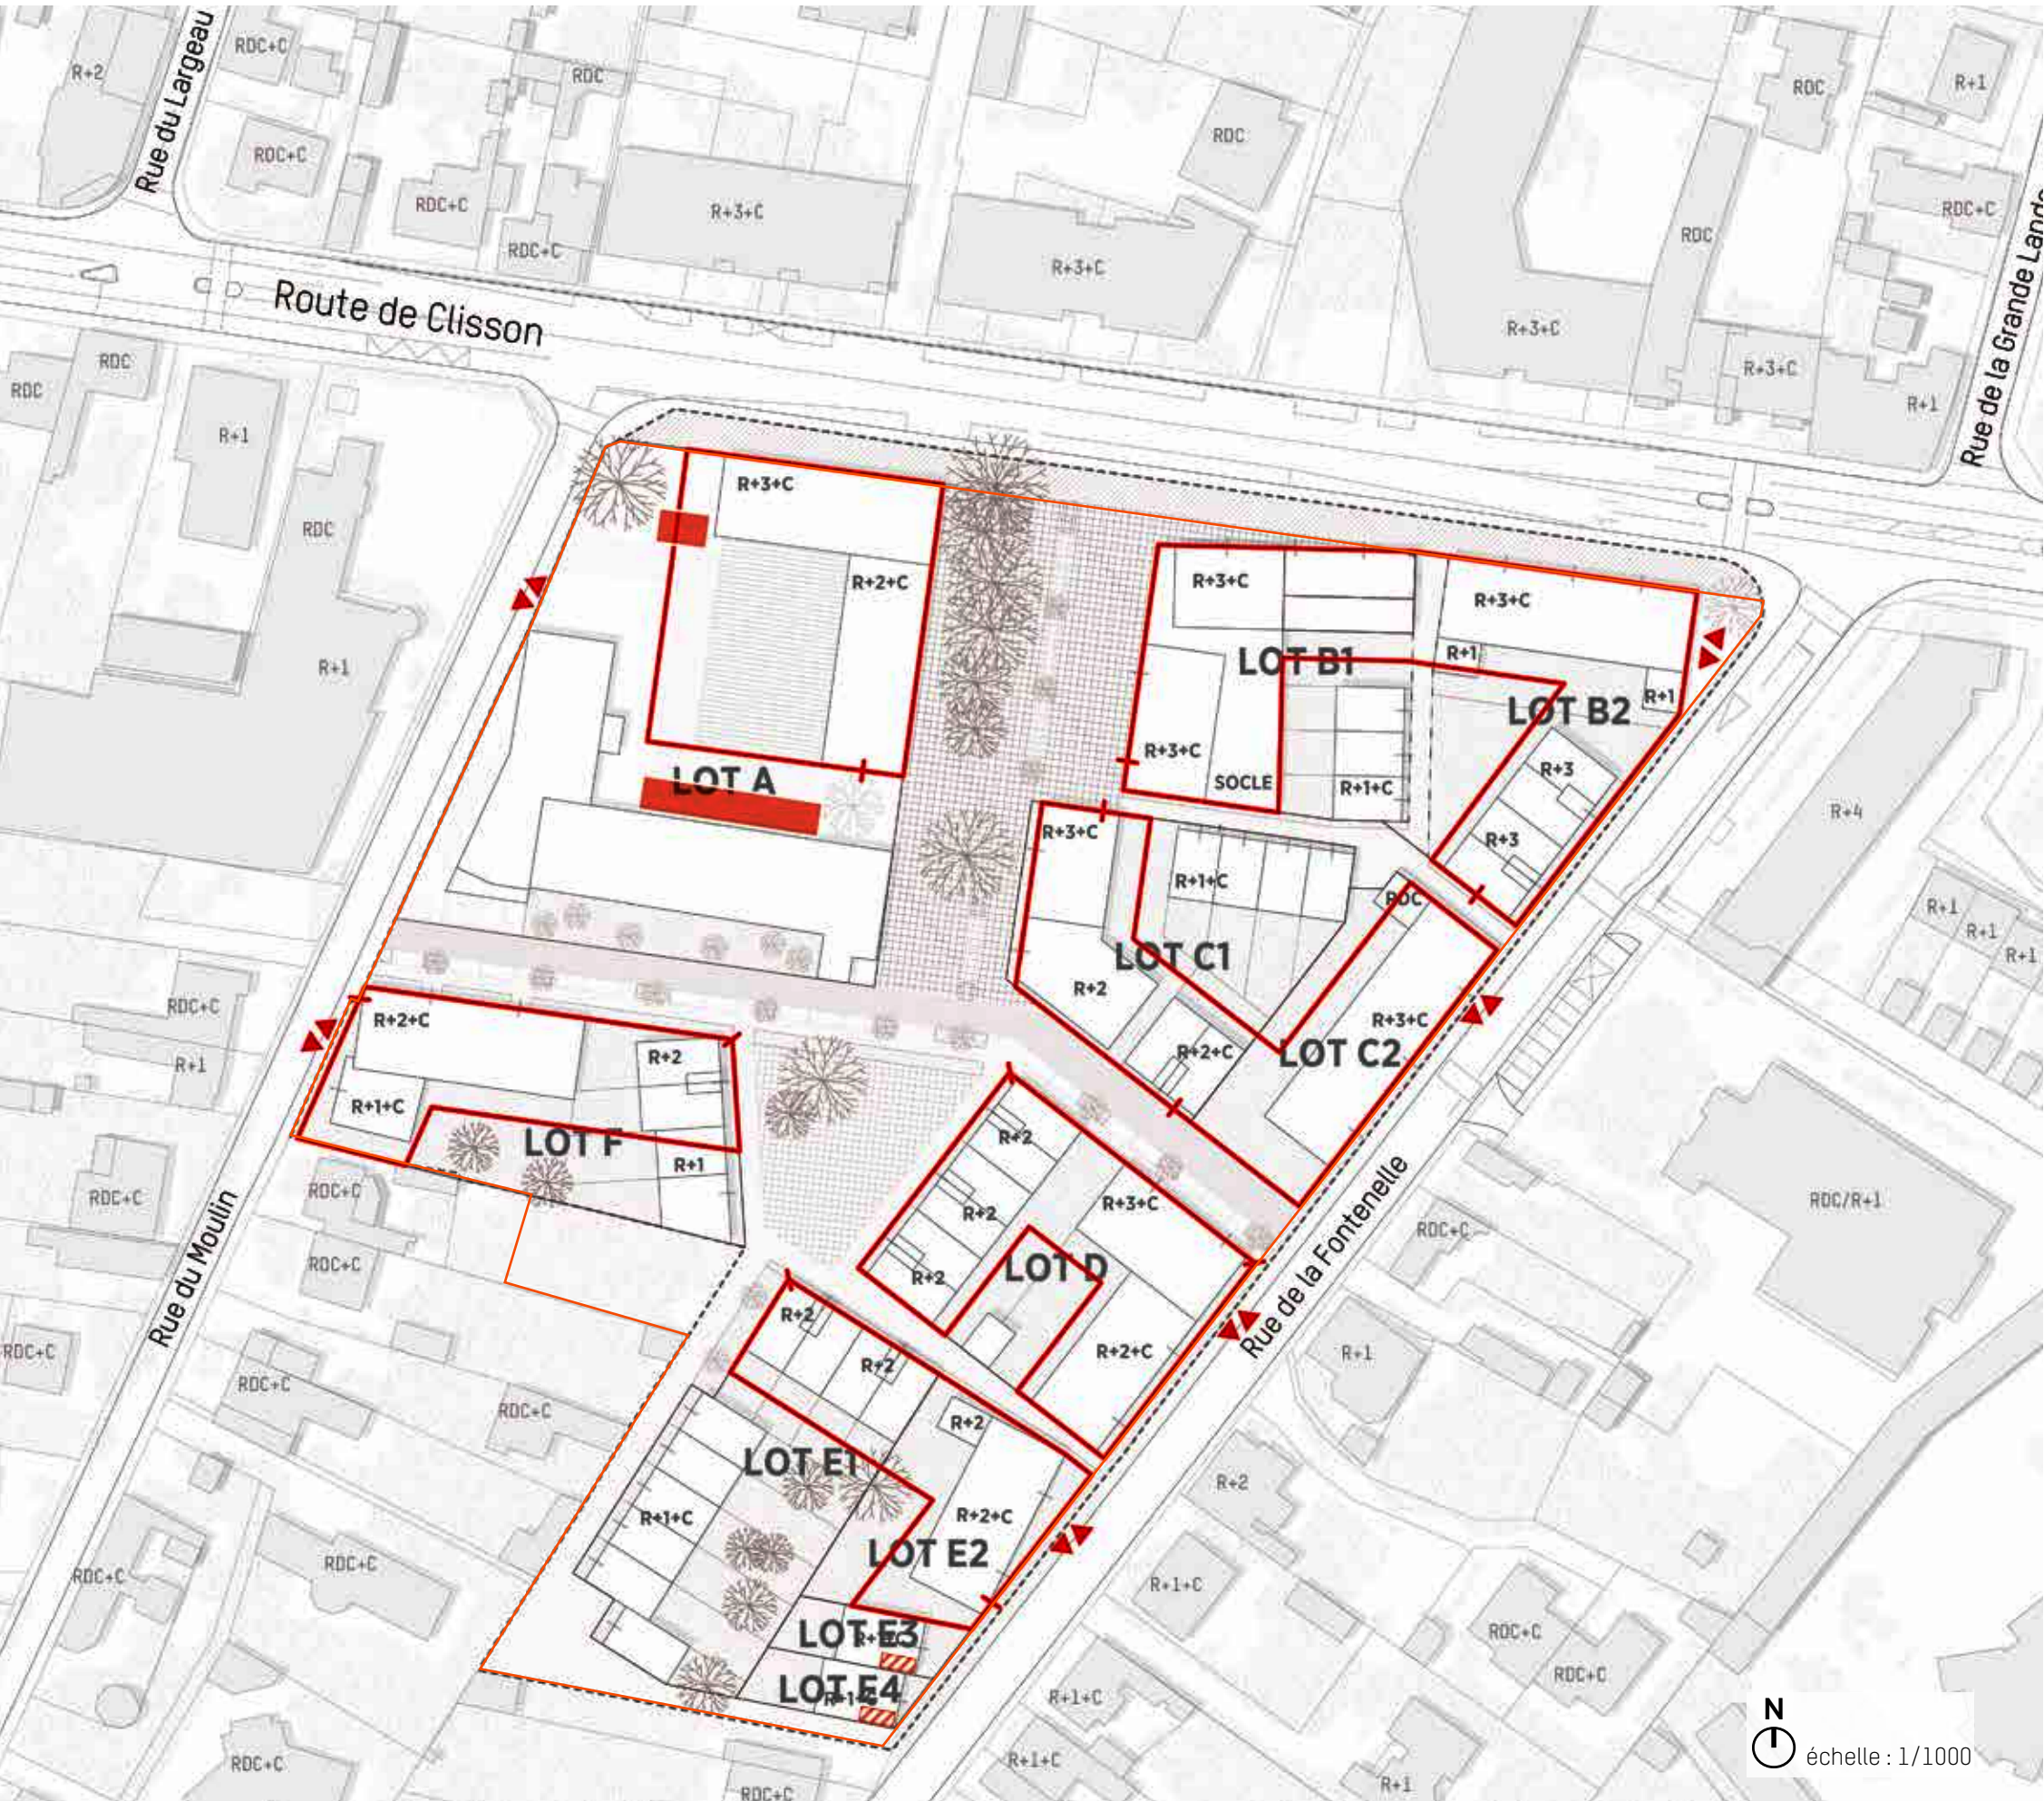 Rue du Largeau
R+2
RDC+C
RDC
RDC+C
RDC+C
RDC+C
R+3+C
RDC
R+3+C
RDC
R+1
RDC
RDC+C
R+3+C
R+3+C
R+1
Rue de la Grande Lande
Route de Clisson
RDC
RDC
R+1
RDC
R+1
R+3+C
R+2+C
LOT A
R+3+C
R+3+C
LOT B1
R+1
R+1
LOT B2
R+3+C
SOCLE
R+1+C
R+3
R+3
R+4
R+1
R+1
R+1
R+3+C
R+1+C
RDC
LOT C1
R+2
R+2+C
R+3+C
LOT C2
RDC+C
R+1
R+2+C
R+2
R+1+C
LOT F
R+1
RDC+C
RDC+C
RDC+C
Rue du Moulin
R+2
R+2
R+2
R+3+C
LOT D
R+2+C
RDC+C
RDC/R+1
Rue de la Fontenelle
R+1
RDC+C
RDC+C
RDC+C
R+2
R+2
R+2
LOT E1
R+1+C
R+2+C
LOT E2
R+2
RDC+C
RDC+C
R+1+C
LOT E3
LOT E4
RDC+C
RDC+C
R+1+C
R+1+C
R+1
RDC+C
RDC+C
N
échelle : 1/1000